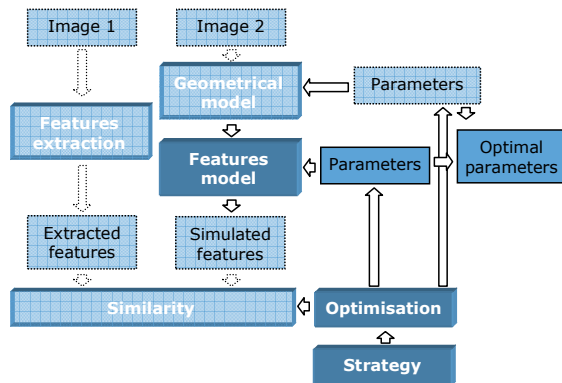 Image 1
Image 2
Geometrical
model
Parameters
Features
extraction
Features
model
Parameters
Optimal
parameters
Extracted
features
Simulated
features
Similarity
Optimisation
Strategy